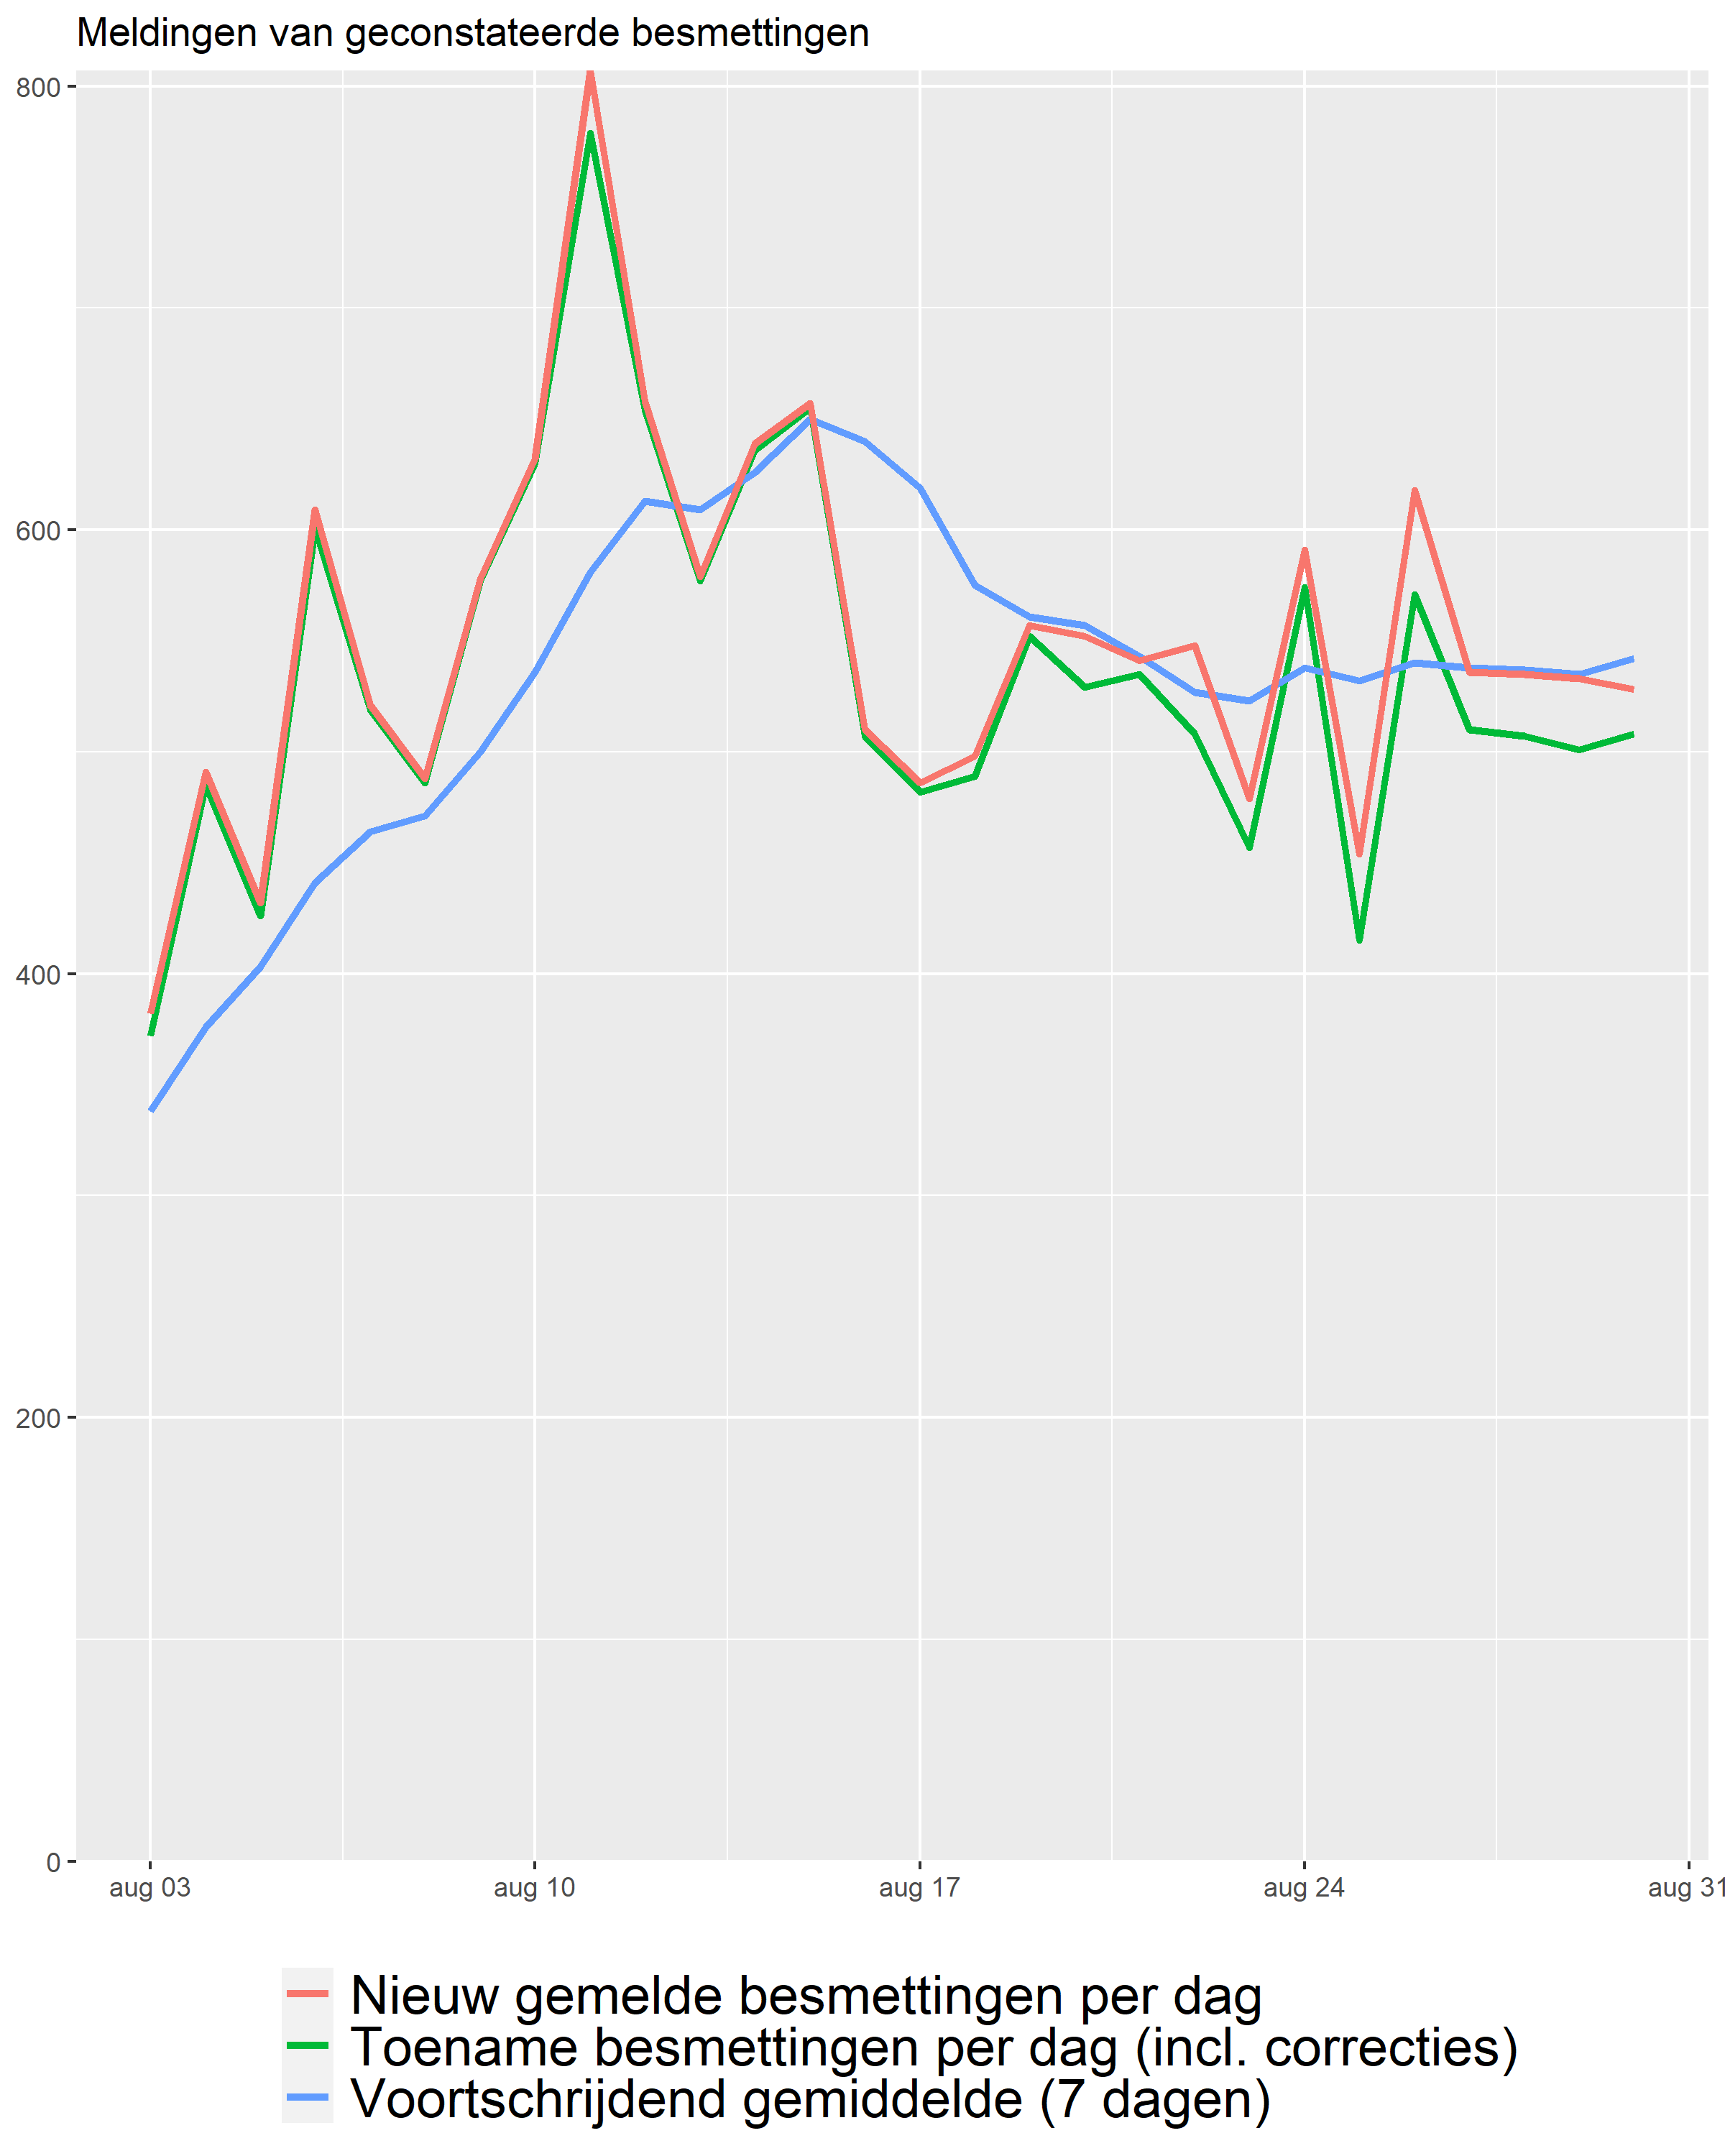 Meldingen van geconstateerde besmettingen
800
600
400
200
0
aug 03
aug 10
aug 17
aug 24
aug 31
Nieuw gemelde besmettingen per dag
Toename besmettingen per dag (incl. correcties)
Voortschrijdend gemiddelde (7 dagen)